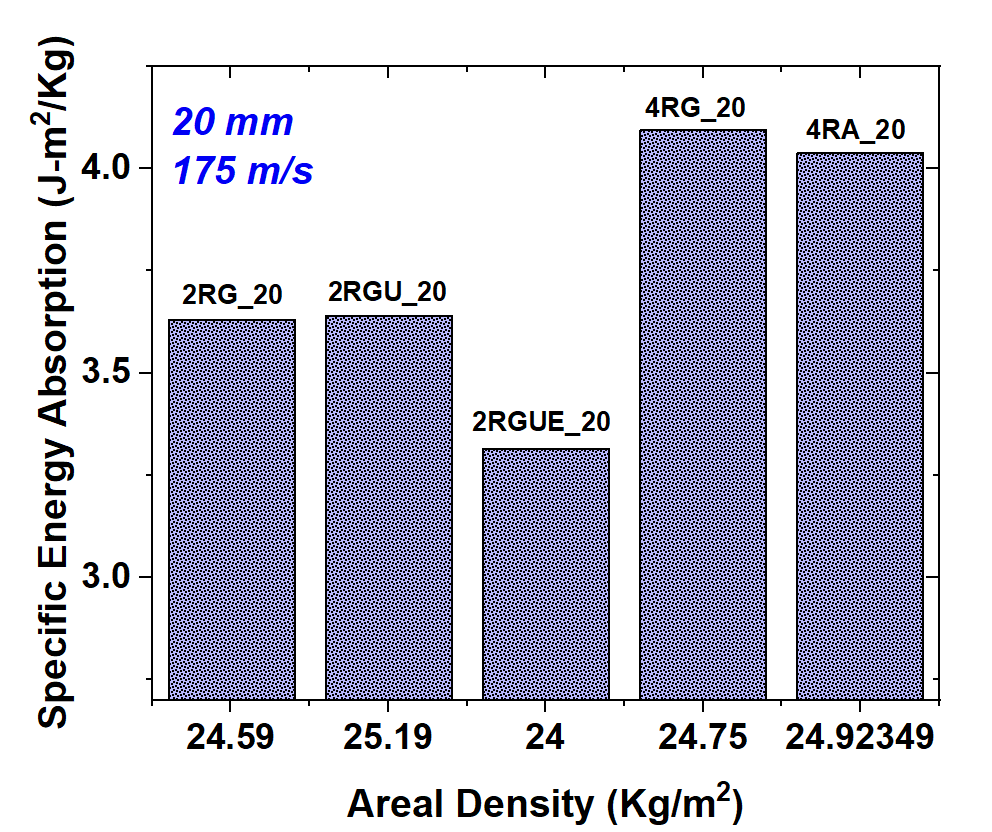 Specific Energy Absorption (J-m²/Kg)
20 mm
175 m/s
4.0
3.5
3.0
2RG_20
2RGU_20
2RGUE_20
4RG_20
4RA_20
24.59
25.19
24
24.75
24.92349
Areal Density (Kg/m²)